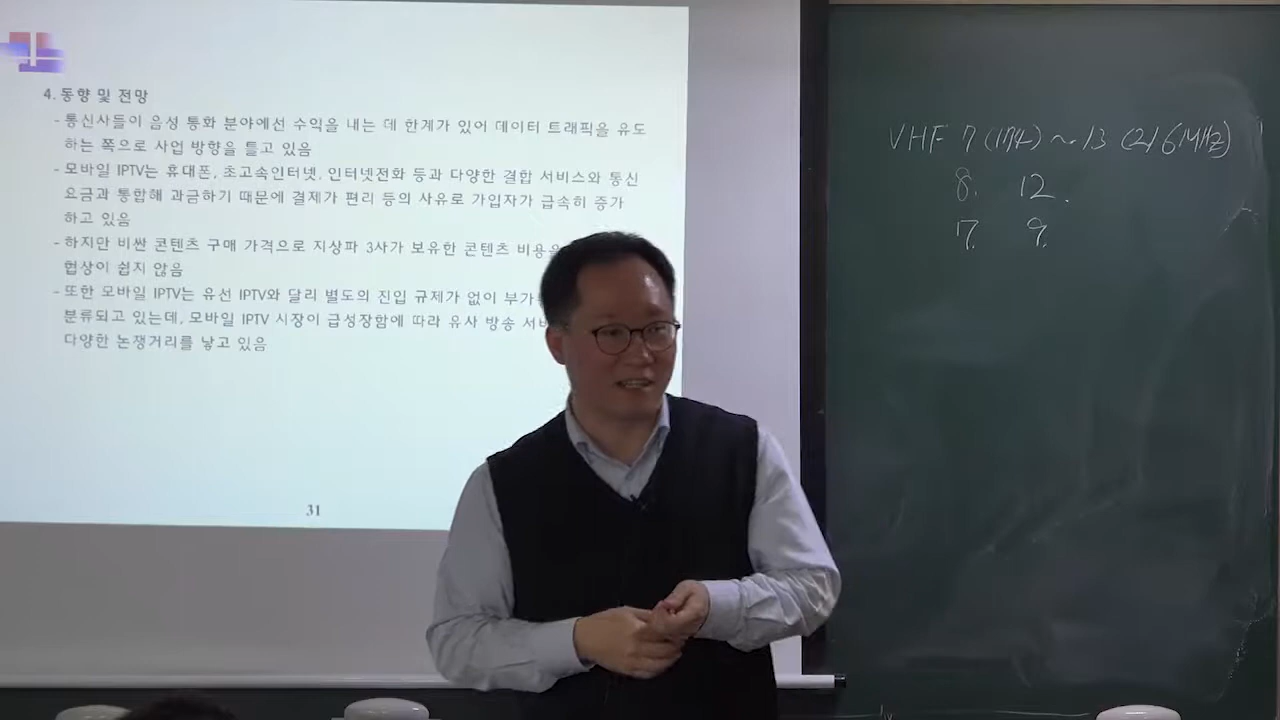 4. 동향 및 전망
- 통신사들이 음성 통화 분야에선 수익을 내는 데 한계가 있어 데이터 트래픽을 유도
하는 쪽으로 사업 방향을 틀고 있음
- 모바일 IPTV는 휴대폰, 초고속인터넷, 인터넷전화 등과 다양한 결합 서비스와 통신
요금과 통합해 과금하기 때문에 결제가 편리 등의 사유로 가입자가 급속히 증가
하고 있음
- 하지만 비싼 콘텐츠 구매 가격으로 지상파 3사가 보유한 콘텐츠 비용을
협상이 쉽지 않음
- 또한 모바일 IPTV는 유선 IPTV와 달리 별도의 진입 규제가 없이
분류되고 있는데, 모바일 IPTV 시장이 급성장함에 따라 유사 방송
다양한 논쟁거리를 낳고 있음
31
VHF 7 (174) ~ 13 (216MHz)
8. 12.
7. 9.